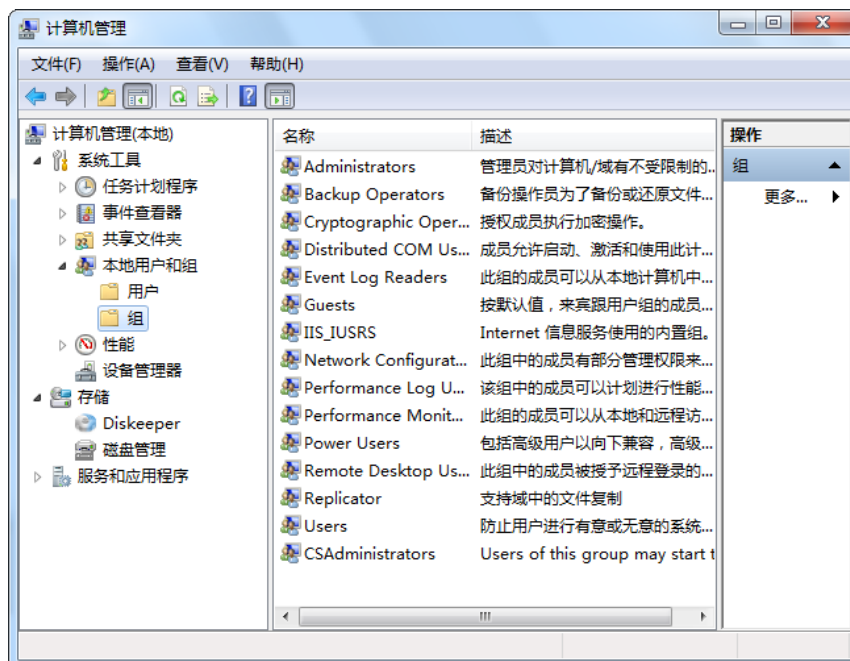 计算机管理
文件(F) 操作(A) 查看(V) 帮助(H)
计算机管理(本地)
系统工具
任务计划程序
事件查看器
共享文件夹
本地用户和组
用户
组
性能
设备管理器
存储
Diskeeper
磁盘管理
服务和应用程序
名称 描述
Administrators 管理员对计算机/域有不受限制的...
Backup Operators 备份操作员为了备份或还原文件...
Cryptographic Oper... 授权成员执行加密操作。
Distributed COM Us... 成员允许启动、激活和使用此计...
Event Log Readers 此组的成员可以从本地计算机中...
Guests 按默认值，来宾跟用户组的成员...
IIS_IUSRS Internet 信息服务使用的内置组。
Network Configurat... 此组中的成员有部分管理权限来...
Performance Log U... 该组中的成员可以计划进行性能...
Performance Monit... 此组的成员可以从本地和远程访...
Power Users 包括高级用户以向下兼容，高级...
Remote Desktop Us... 此组中的成员被授予远程登录的...
Replicator 支持域中的文件复制
Users 防止用户进行有意或无意的系统...
CSAdministrators Users of this group may start t
操作
组
更多...